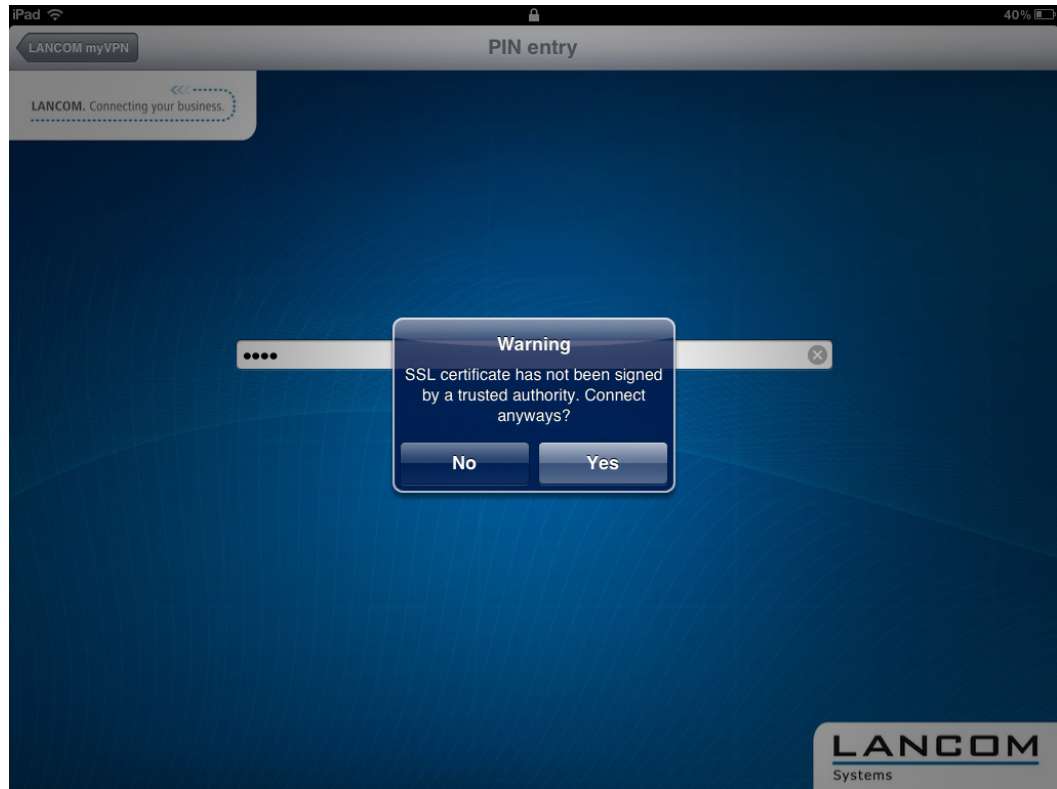 iPad 40%
LANCOM myVPN PIN entry
LANCOM. Connecting your business.
Warning
SSL certificate has not been signed
by a trusted authority. Connect
anyways?
No Yes
LANCOM
Systems